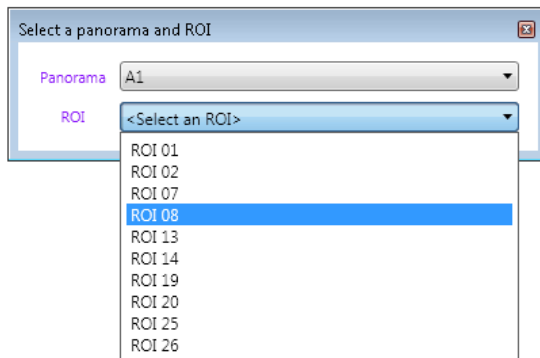 Select a panorama and ROI
Panorama A1
ROI <Select an ROI>
ROI 01
ROI 02
ROI 07
ROI 08
ROI 13
ROI 14
ROI 19
ROI 20
ROI 25
ROI 26